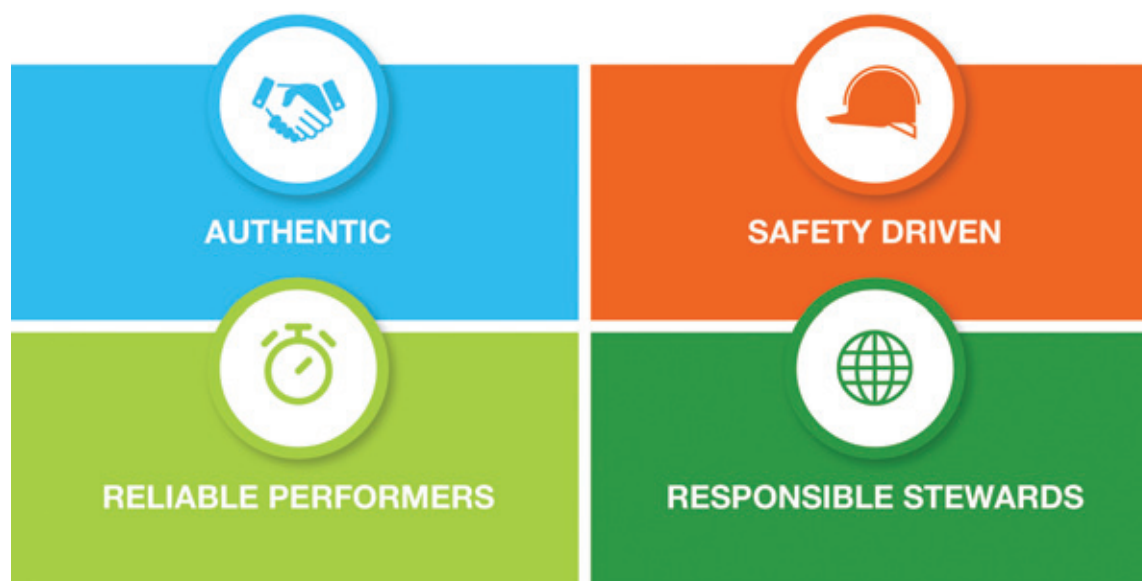 AUTHENTIC
SAFETY DRIVEN
RELIABLE PERFORMERS
RESPONSIBLE STEWARDS